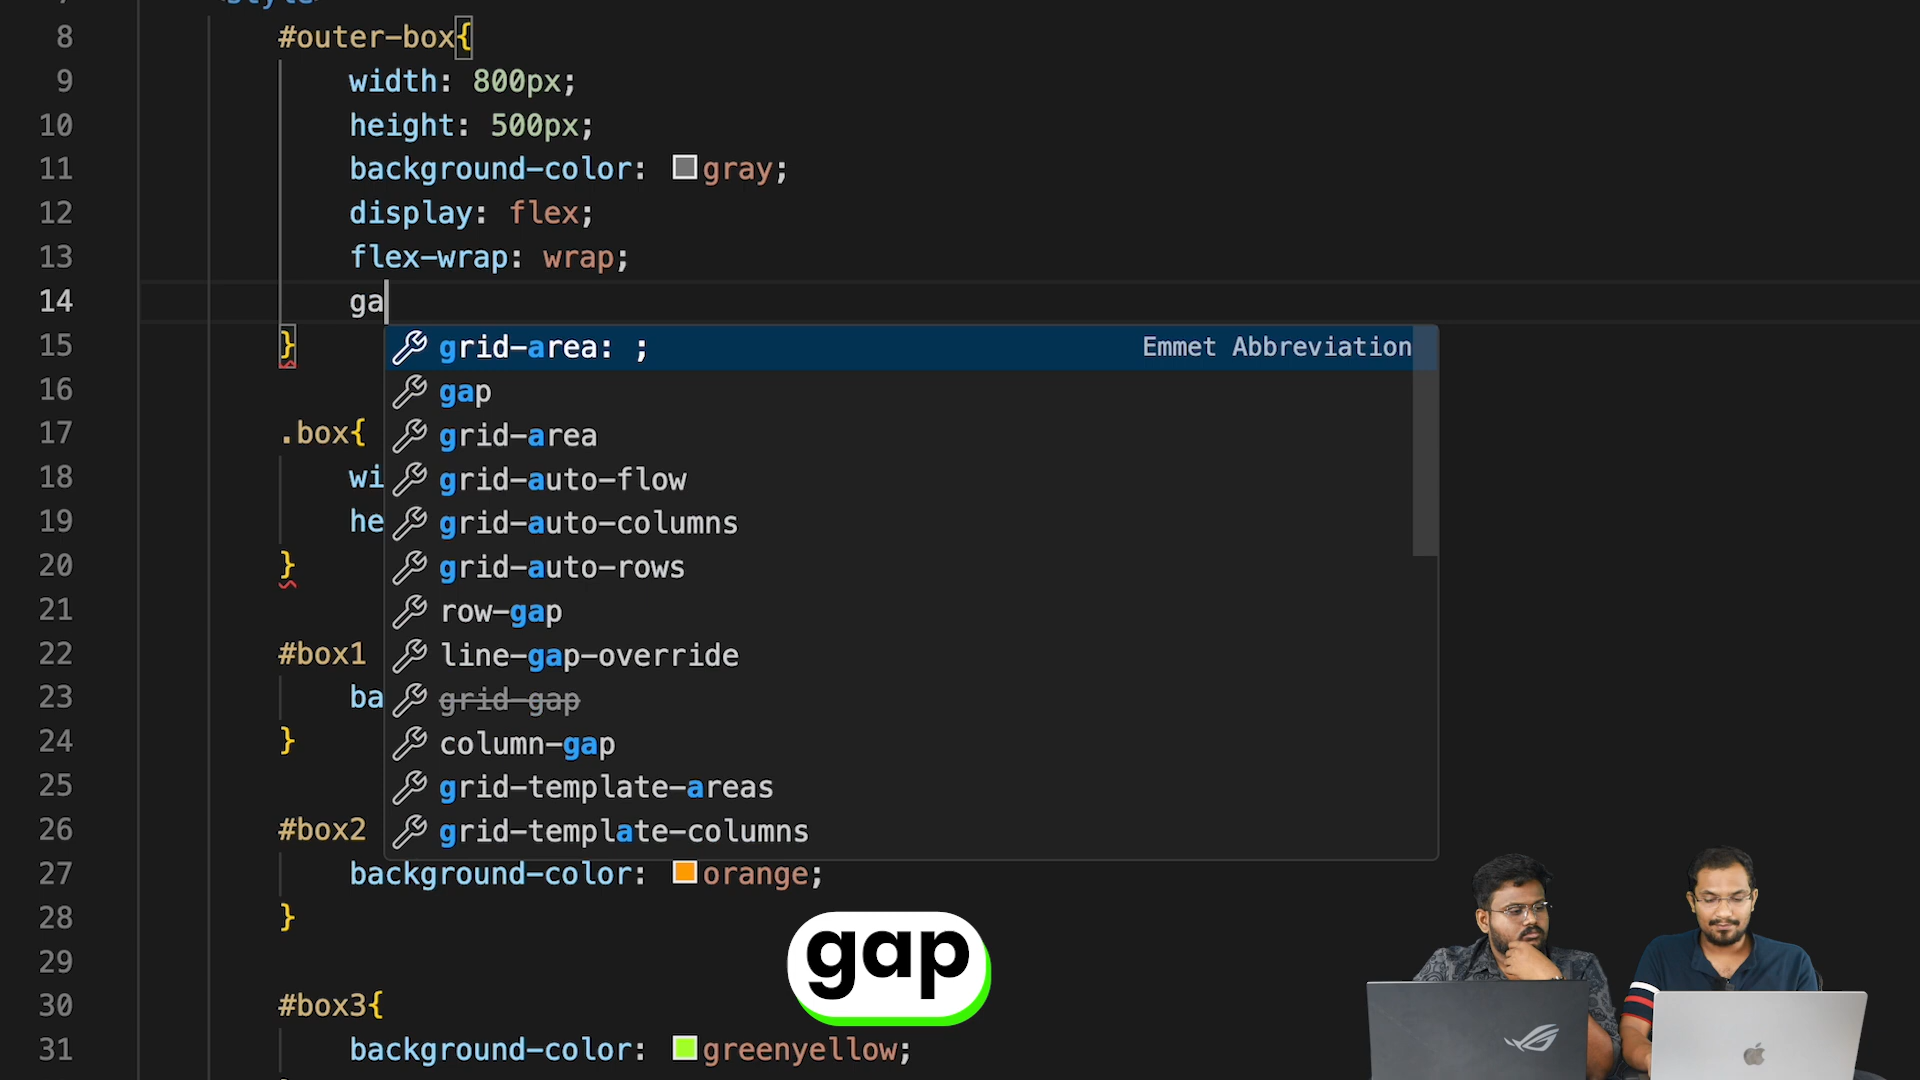 <style>
8 #outer-box{
9 width: 800px;
10 height: 500px;
11 background-color: gray;
12 display: flex;
13 flex-wrap: wrap;
14 ga
15 }
grid-area: ; Emmet Abbreviation
16
gap
17 .box{
grid-area
18 wi
grid-auto-flow
19 he
grid-auto-columns
20 }
grid-auto-rows
21
row-gap
22 #box1
line-gap-override
23 ba
grid-gap
24 }
column-gap
25
grid-template-areas
26 #box2
grid-template-columns
27 background-color: orange;
28 }
29
30 #box3{
31 background-color: greenyellow;
gap